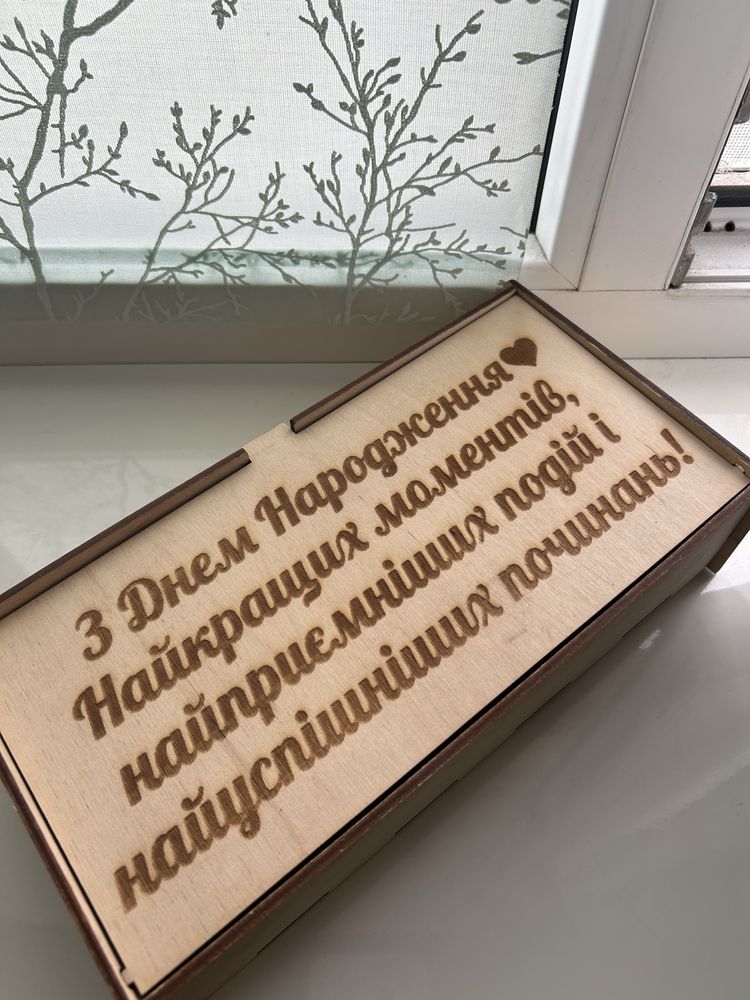 З Днем Народження♥
Найкращих моментів,
найприємніших подій і
найуспішніших починань!